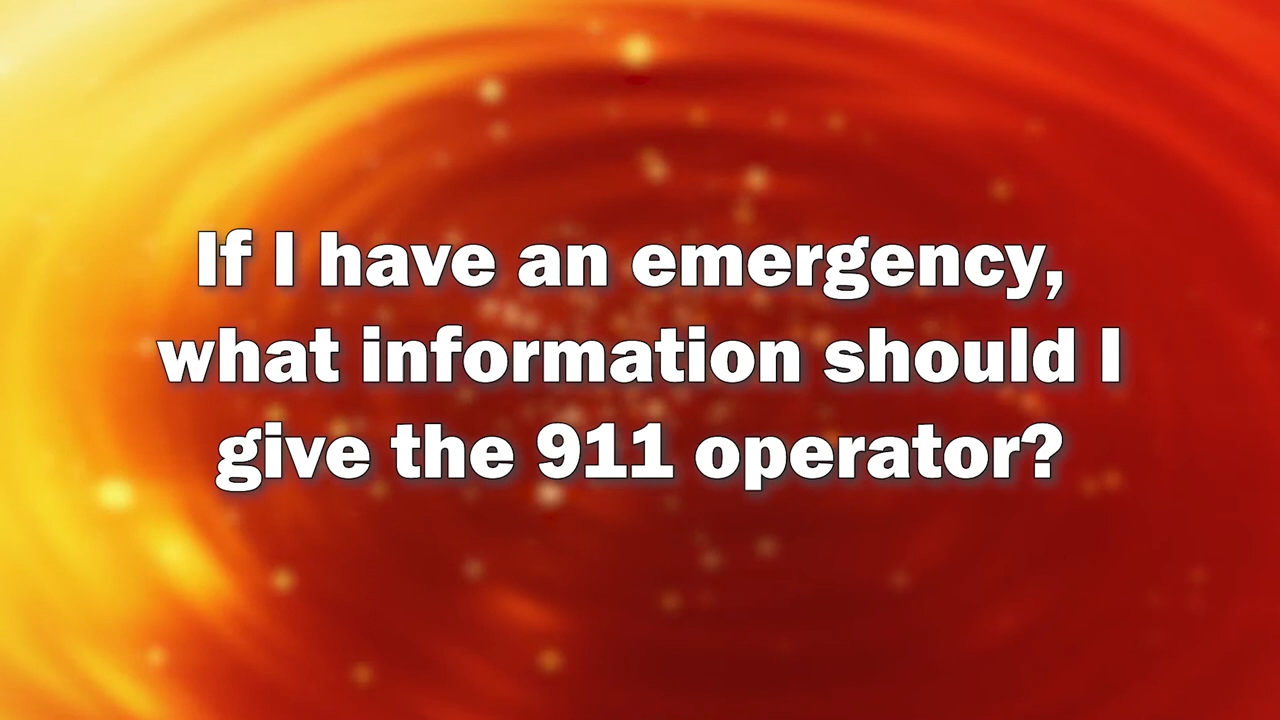 If I have an emergency,
what information should I
give the 911 operator?